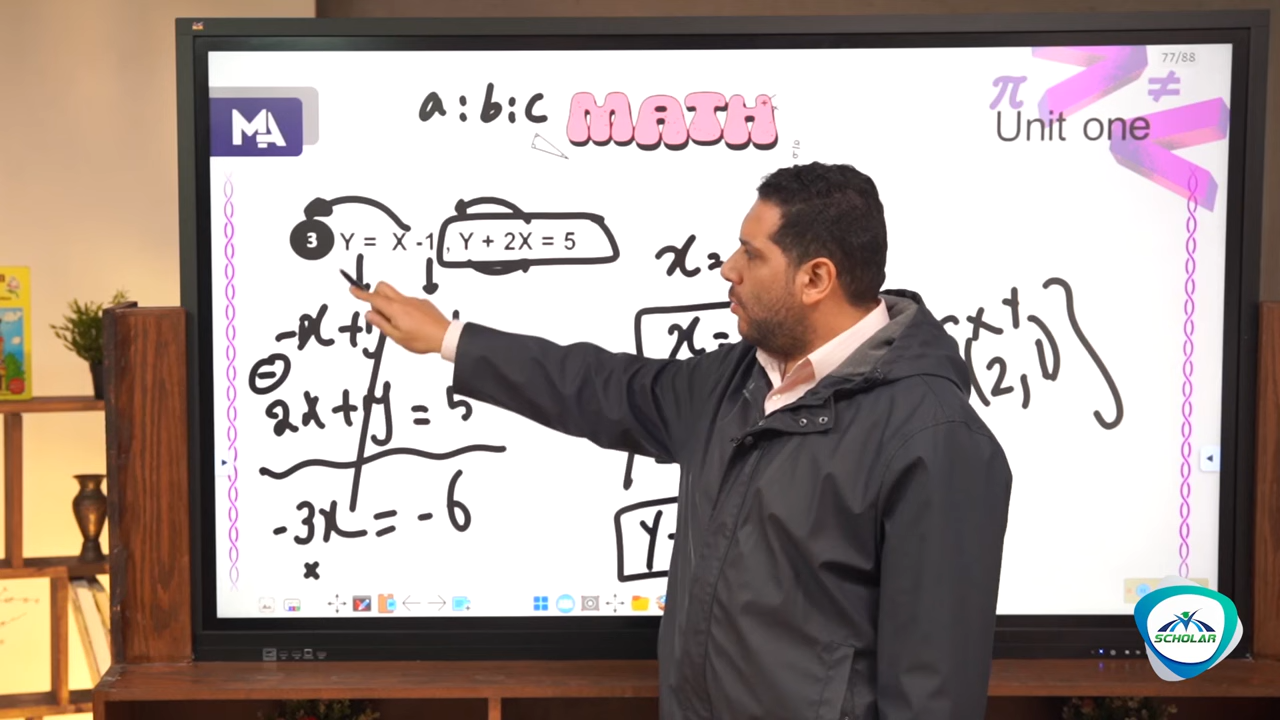 77/88
MA
a:b:c MATH
π ≠
Unit one
3 Y = X -1, Y + 2X = 5
x =
-x + y
2x + y = 5
-3x = -6
x =
Y
x y
(2, 1) }
SCHOLAR